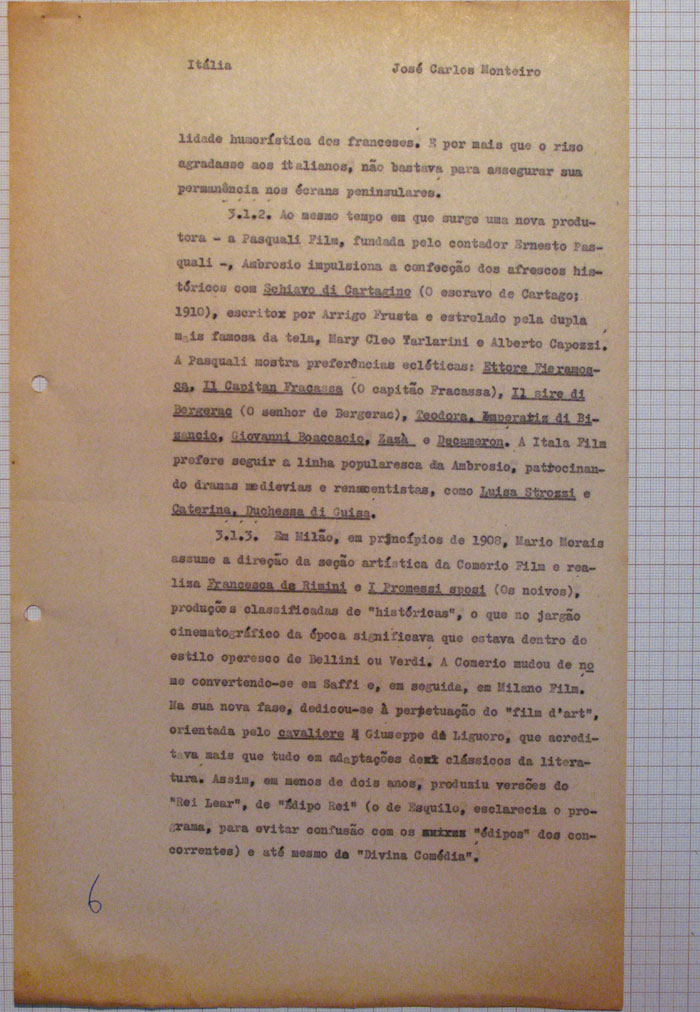 Itália José Carlos Monteiro
lidade humorística dos franceses. E por mais que o riso
agradasse aos italianos, não bastava para assegurar sua
permanência nos écrans peninsulares.
3.1.2. Ao mesmo tempo em que surge uma nova produ-
tora - a Pasquali Film, fundada pelo contador Ernesto Pas-
quali -, Ambrosio impulsiona a confecção dos afrescos his-
tóricos com Schiavo di Cartagine (O escravo de Cartago;
1910), escritox por Arrigo Frusta e estrelado pela dupla
mais famosa da tela, Mary Cleo Tarlarini e Alberto Capozzi.
A Pasquali mostra preferências ecléticas: Ettore Fieramos-
ca, Il Capitan Fracassa (O capitão Fracassa), Il sire di
Bergerac (O senhor de Bergerac), Teodora, Imperatiz di Bi-
zancio, Giovanni Boaccacio, Zazà e Decameron. A Itala Film
prefere seguir a linha popularesca da Ambrosio, patrocinan-
do dramas medievias e renascentistas, como Luisa Strozzi e
Caterina, Duchessa di Guisa.
3.1.3. Em Milão, em princípios de 1908, Mario Morais
assume a direção da seção artística da Comerio Film e rea-
liza Francesca de Rimini e I Promessi sposi (Os noivos),
produções classificadas de "históricas", o que no jargão
cinematográfico da época significava que estava dentro do
estilo operesco de Bellini ou Verdi. A Comerio mudou de no
me convertendo-se em Saffi e, em seguida, em Milano Film.
Na sua nova fase, dedicou-se à perpetuação do "film d'art",
orientada pelo cavaliere Giuseppe de Liguoro, que acredi-
tava mais que tudo em adaptações de clássicos da litera-
tura. Assim, em menos de dois anos, produziu versões do
"Rei Lear", de "Édipo Rei" (o de Esquilo, esclarecia o pro-
grama, para evitar confusão com os "édipos" dos con-
correntes) e até mesmo da "Divina Comédia".
6